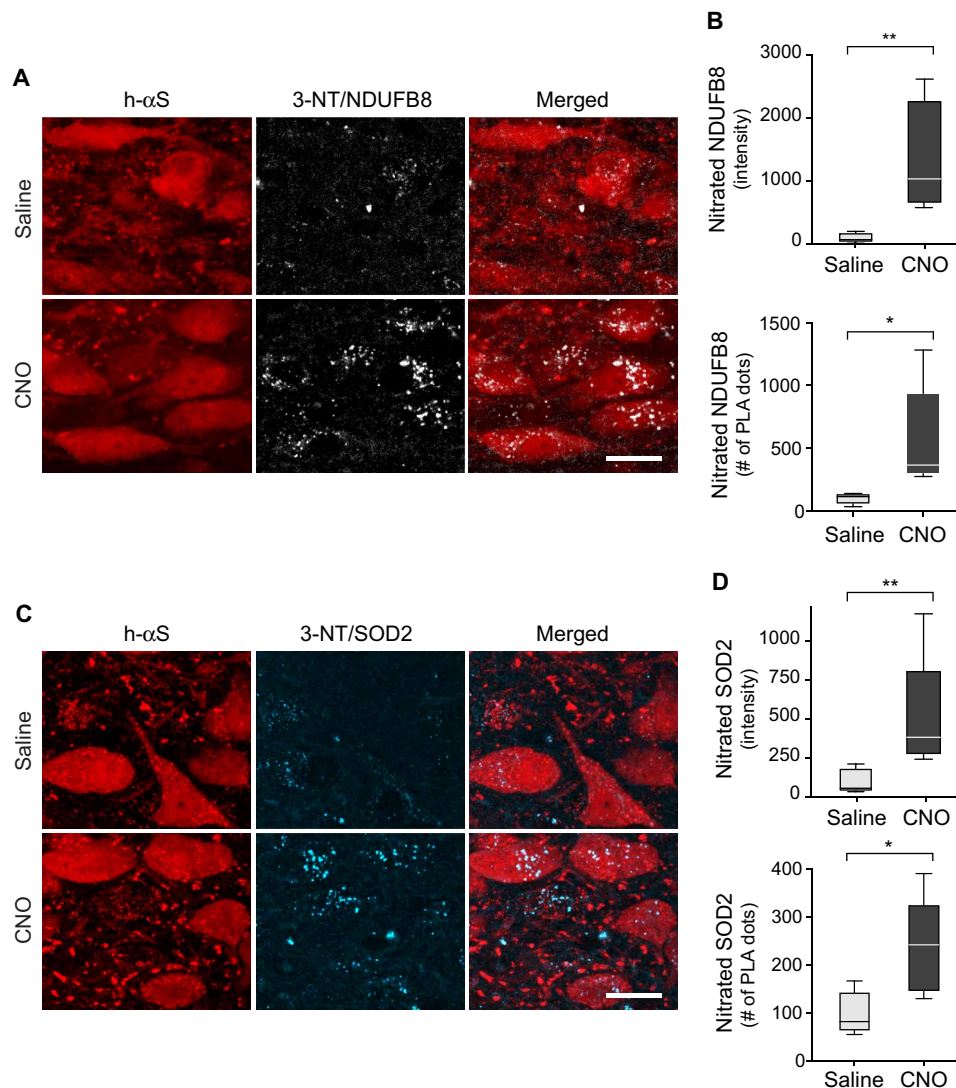 A
h-αS
3-NT/NDUFB8
Merged
Saline
CNO
B
Nitrated NDUFB8
(intensity)
3000
2000
1000
0
**
Saline
CNO
Nitrated NDUFB8
(# of PLA dots)
1500
1000
500
0
*
Saline
CNO
C
h-αS
3-NT/SOD2
Merged
Saline
CNO
D
Nitrated SOD2
(intensity)
1000
750
500
250
0
**
Saline
CNO
Nitrated SOD2
(# of PLA dots)
400
300
200
100
0
*
Saline
CNO